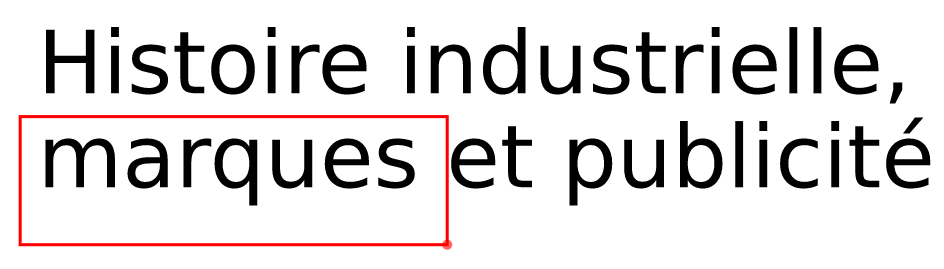 Histoire industrielle,
marques et publicité